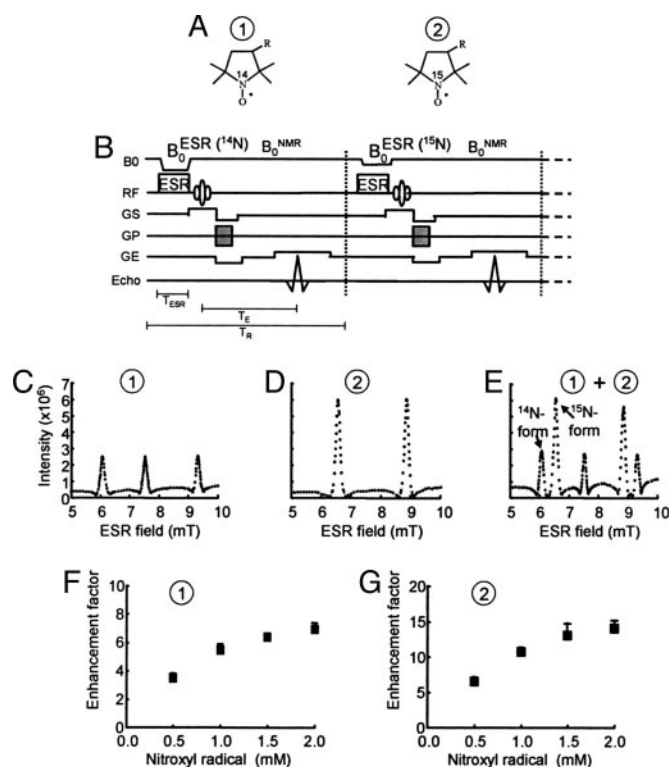 A
1
2
R
14
N
O
R
15
N
O
B
B0
B₀ESR (14N) B₀NMR
B₀ESR (15N) B₀NMR
ESR
ESR
RF
GS
GP
GE
Echo
TESR
TE
TR
C 1
D 2
E 1 + 2
Intensity (x10⁶)
7
6
5
4
3
2
1
0
¹⁴N-form
¹⁵N-form
5 6 7 8 9 10
5 6 7 8 9 10
5 6 7 8 9 10
ESR field (mT)
ESR field (mT)
ESR field (mT)
F 1
Enhancement factor
10
8
6
4
2
0
0.0 0.5 1.0 1.5 2.0
Nitroxyl radical (mM)
G 2
Enhancement factor
20
15
10
5
0
0.0 0.5 1.0 1.5 2.0
Nitroxyl radical (mM)